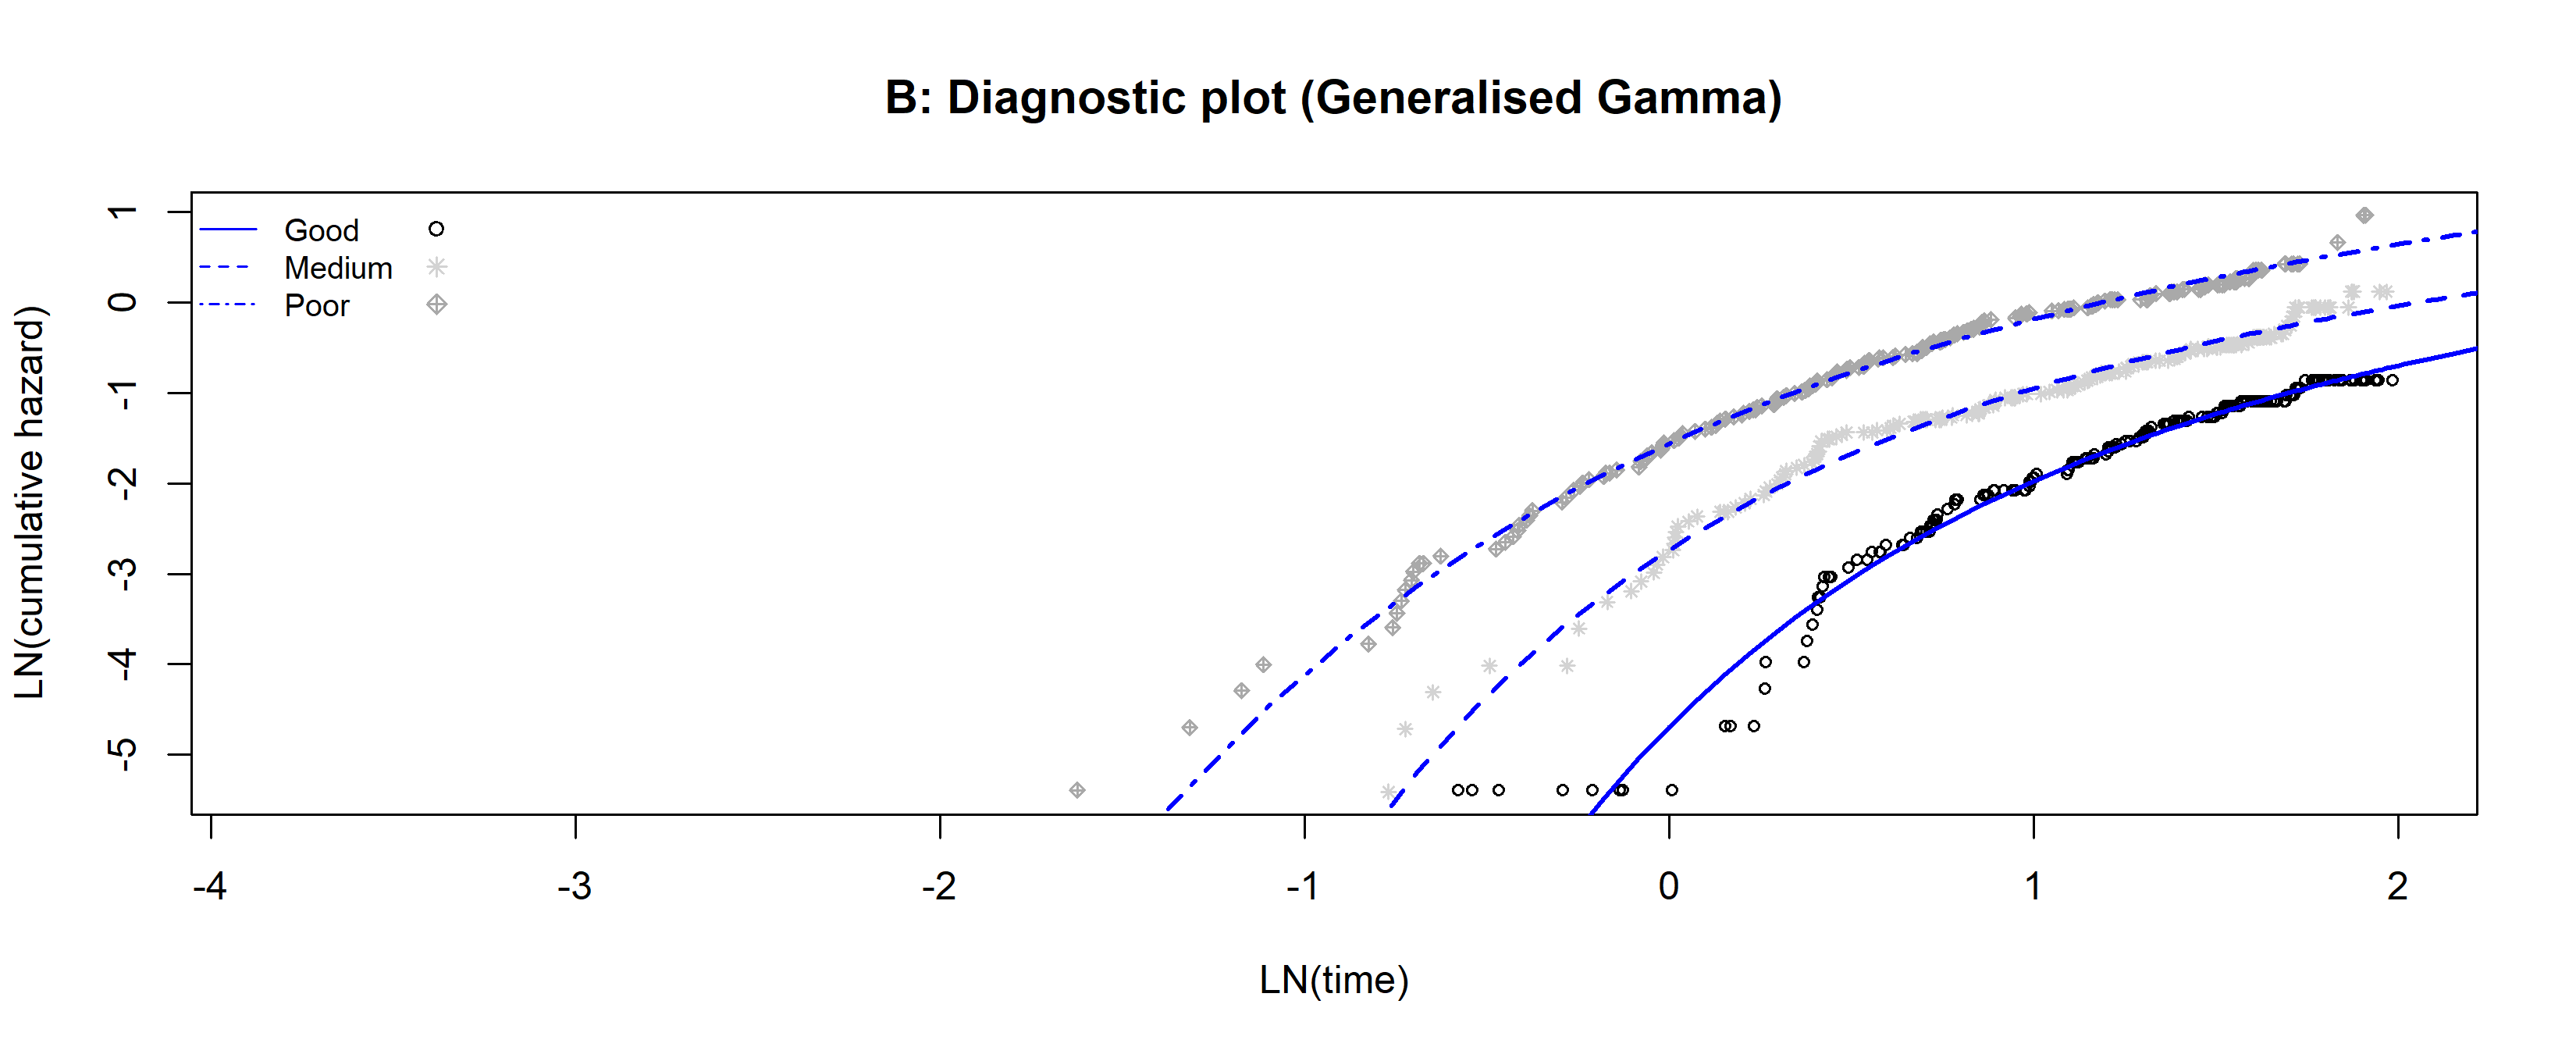 B: Diagnostic plot (Generalised Gamma)
LN(cumulative hazard)
1
0
-1
-2
-3
-4
-5
Good
Medium
Poor
-4 -3 -2 -1 0 1 2
LN(time)